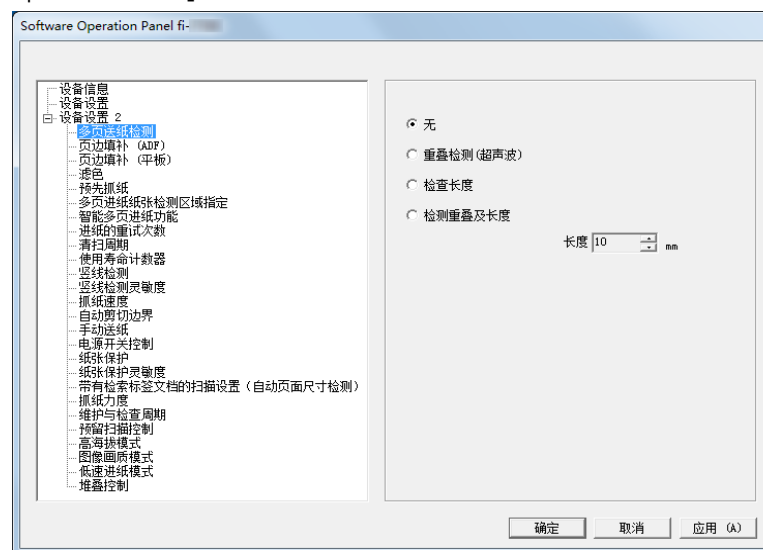 Software Operation Panel fi-
设备信息
设备设置
设备设置 2
多页送纸检测
页边填补 (ADF)
页边填补 (平板)
滤色
预先抓纸
多页进纸纸张检测区域指定
智能多页进纸功能
进纸的重试次数
清扫周期
使用寿命计数器
竖线检测
竖线检测灵敏度
抓纸速度
自动剪切边界
手动送纸
电源开关控制
纸张保护
纸张保护灵敏度
带有检索标签文档的扫描设置（自动页面尺寸检测）
抓纸力度
维护与检查周期
预留扫描控制
高海拔模式
图像画质模式
低速进纸模式
堆叠控制
无
重叠检测(超声波)
检查长度
检测重叠及长度
长度 10 mm
确定 取消 应用 (A)